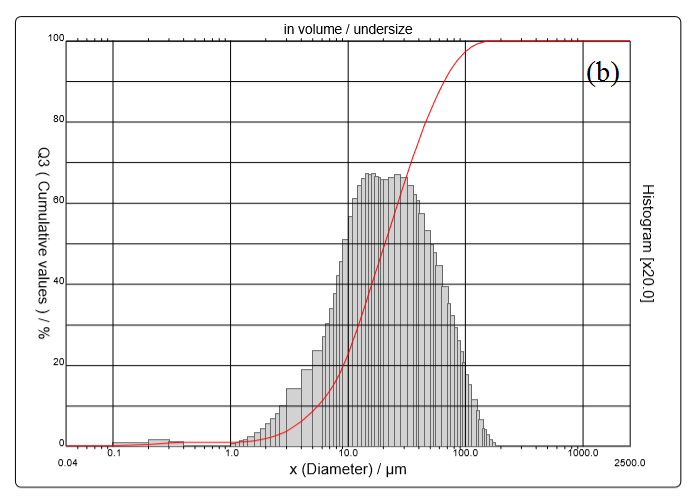 in volume / undersize
100
(b)
80
60
40
20
0
Q3 ( Cumulative values ) / %
Histogram [x20.0]
0.04
0.1
1.0
10.0
100.0
1000.0
2500.0
x (Diameter) / µm